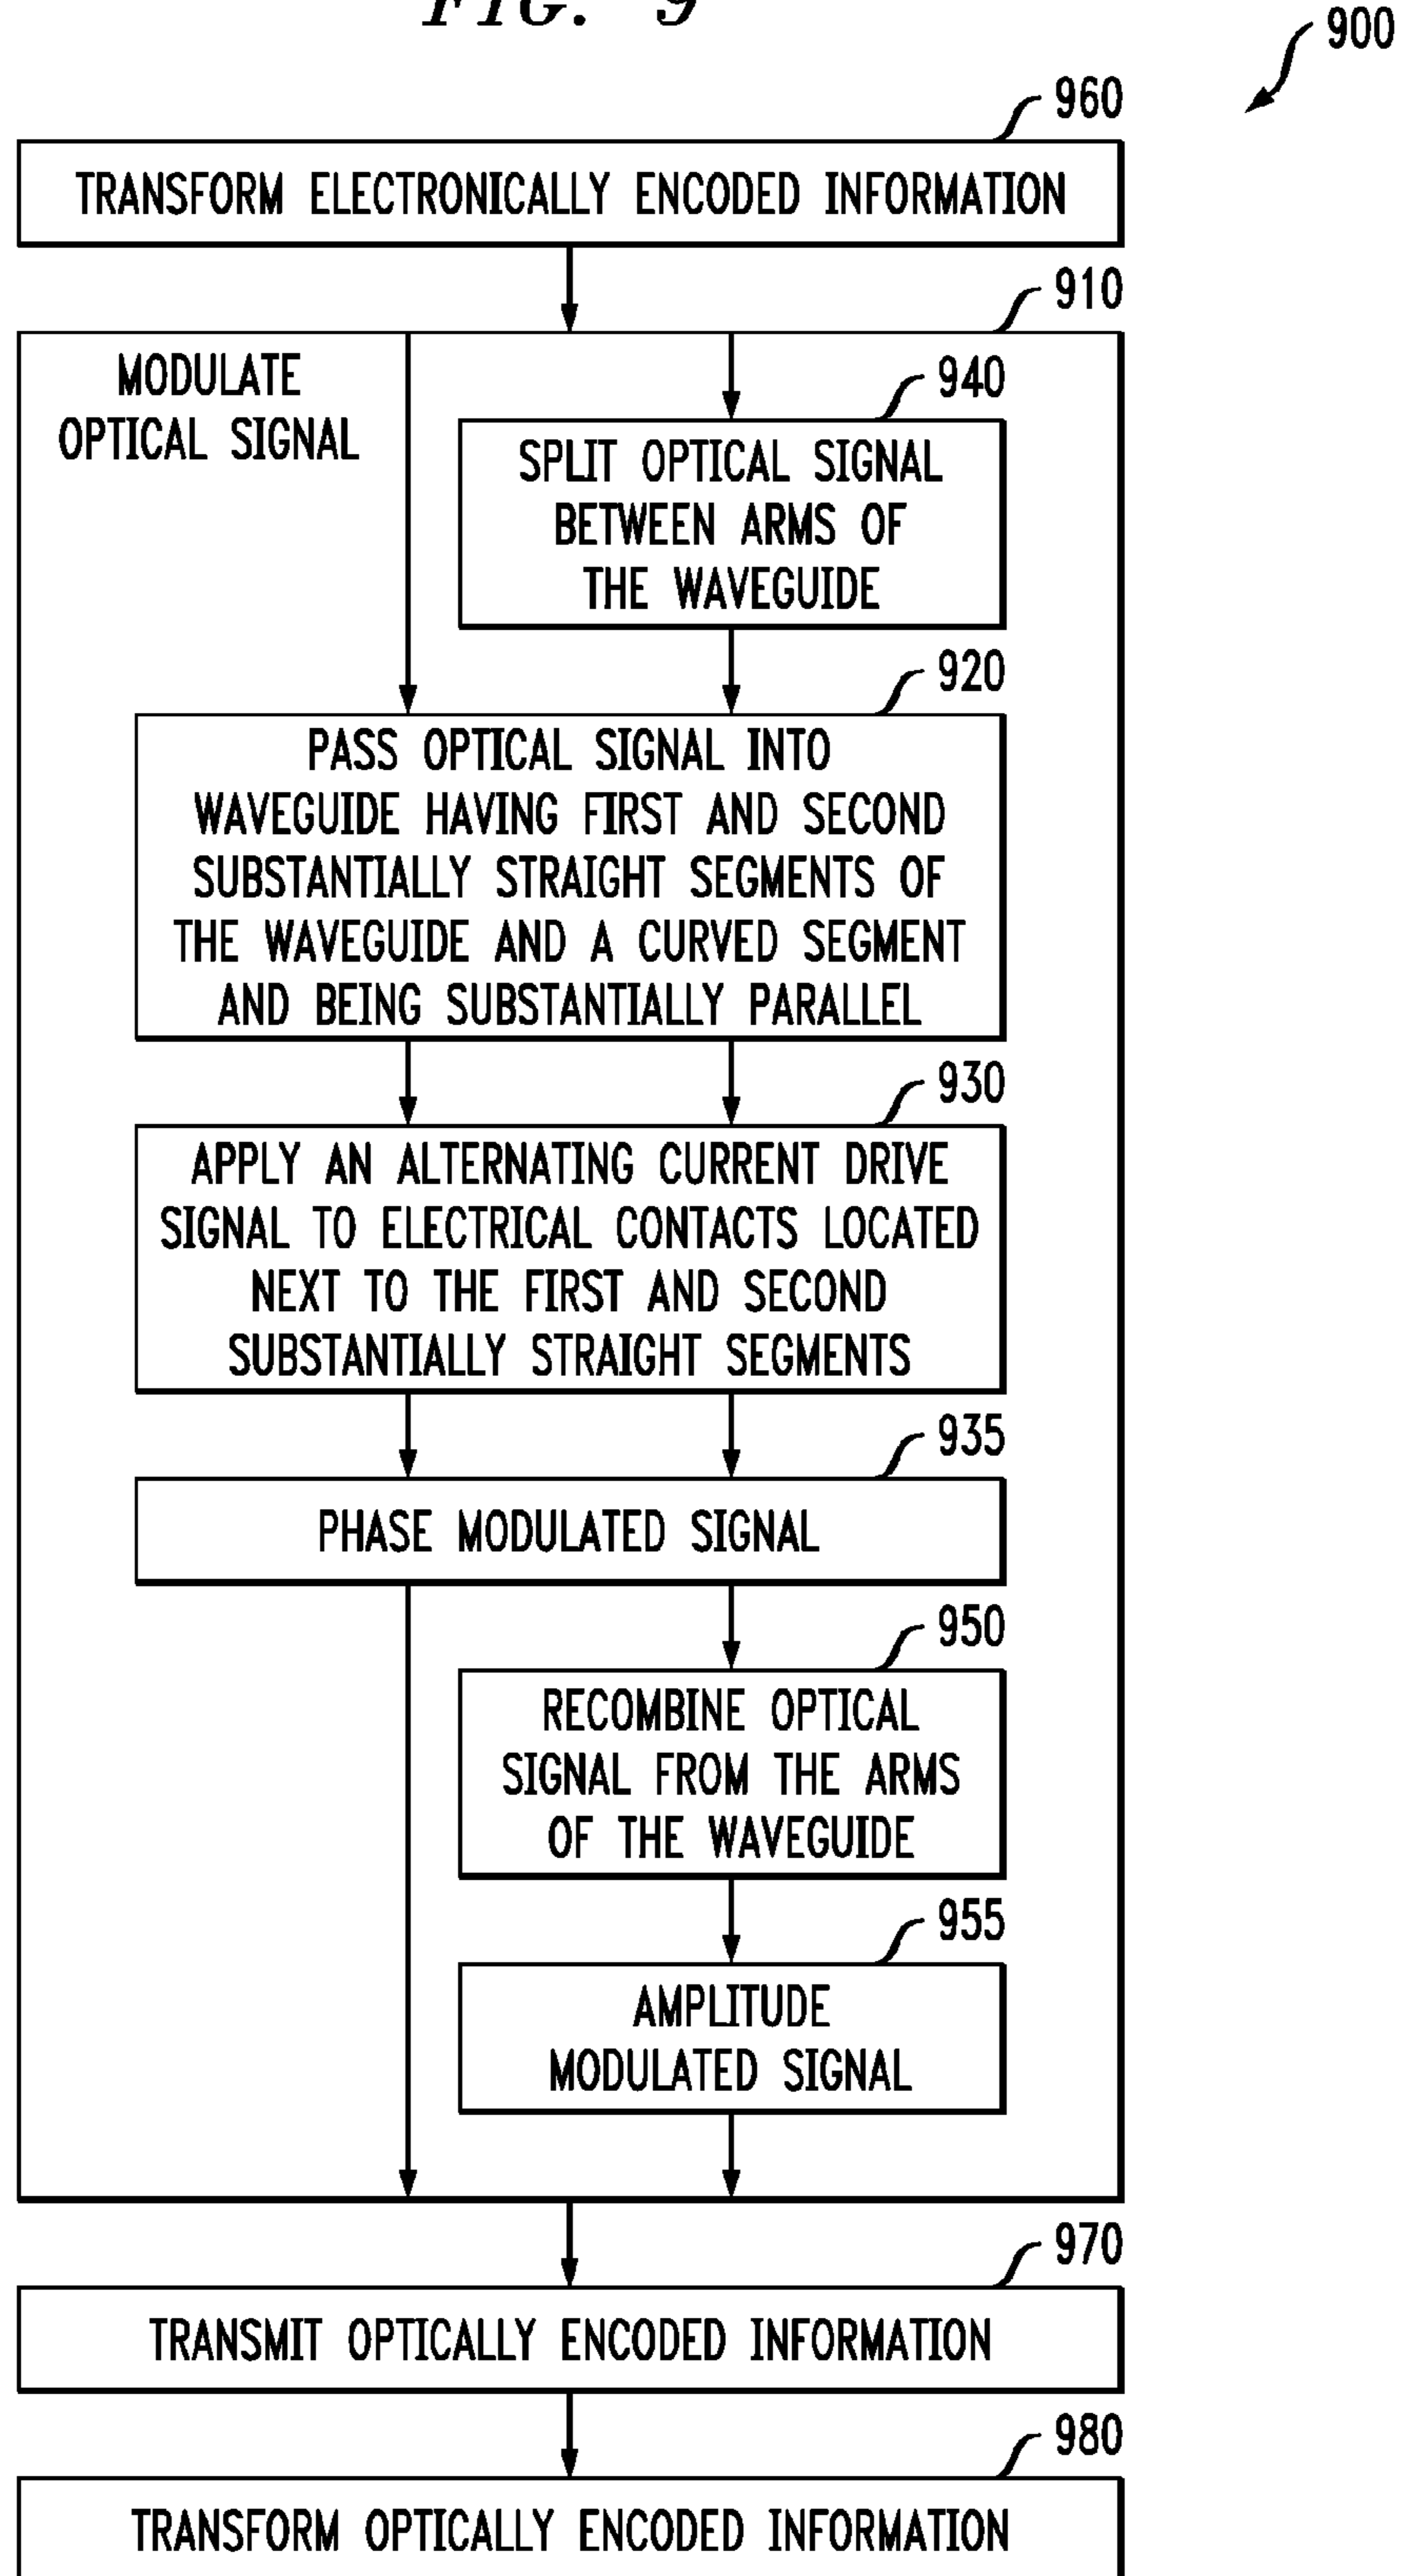 FIG. 9
900
960
TRANSFORM ELECTRONICALLY ENCODED INFORMATION
910
MODULATE
OPTICAL SIGNAL
940
SPLIT OPTICAL SIGNAL
BETWEEN ARMS OF
THE WAVEGUIDE
920
PASS OPTICAL SIGNAL INTO
WAVEGUIDE HAVING FIRST AND SECOND
SUBSTANTIALLY STRAIGHT SEGMENTS OF
THE WAVEGUIDE AND A CURVED SEGMENT
AND BEING SUBSTANTIALLY PARALLEL
930
APPLY AN ALTERNATING CURRENT DRIVE
SIGNAL TO ELECTRICAL CONTACTS LOCATED
NEXT TO THE FIRST AND SECOND
SUBSTANTIALLY STRAIGHT SEGMENTS
935
PHASE MODULATED SIGNAL
950
RECOMBINE OPTICAL
SIGNAL FROM THE ARMS
OF THE WAVEGUIDE
955
AMPLITUDE
MODULATED SIGNAL
970
TRANSMIT OPTICALLY ENCODED INFORMATION
980
TRANSFORM OPTICALLY ENCODED INFORMATION